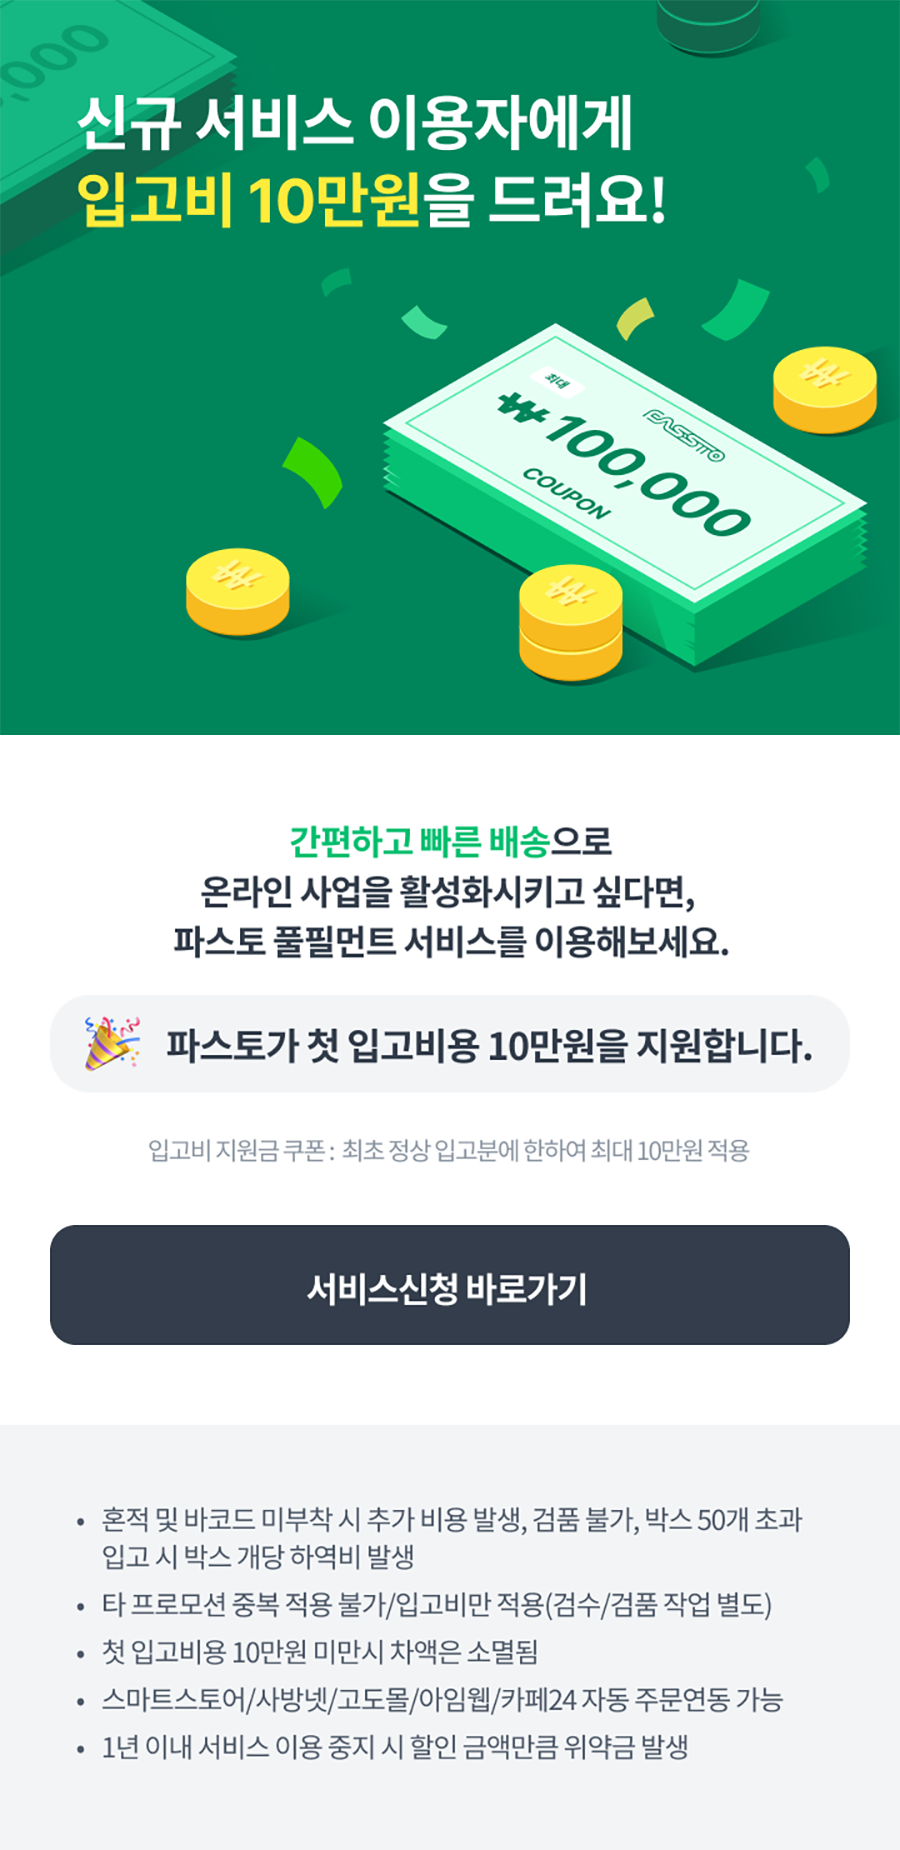 ,000
신규 서비스 이용자에게
입고비 10만원을 드려요!
최대
₩100,000
FASSTO
COUPON
간편하고 빠른 배송으로
온라인 사업을 활성화시키고 싶다면,
파스토 풀필먼트 서비스를 이용해보세요.
파스토가 첫 입고비용 10만원을 지원합니다.
입고비 지원금 쿠폰 : 최초 정상 입고분에 한하여 최대 10만원 적용
서비스신청 바로가기
• 혼적 및 바코드 미부착 시 추가 비용 발생, 검품 불가, 박스 50개 초과
입고 시 박스 개당 하역비 발생
• 타 프로모션 중복 적용 불가/입고비만 적용(검수/검품 작업 별도)
• 첫 입고비용 10만원 미만시 차액은 소멸됨
• 스마트스토어/사방넷/고도몰/아임웹/카페24 자동 주문연동 가능
• 1년 이내 서비스 이용 중지 시 할인 금액만큼 위약금 발생